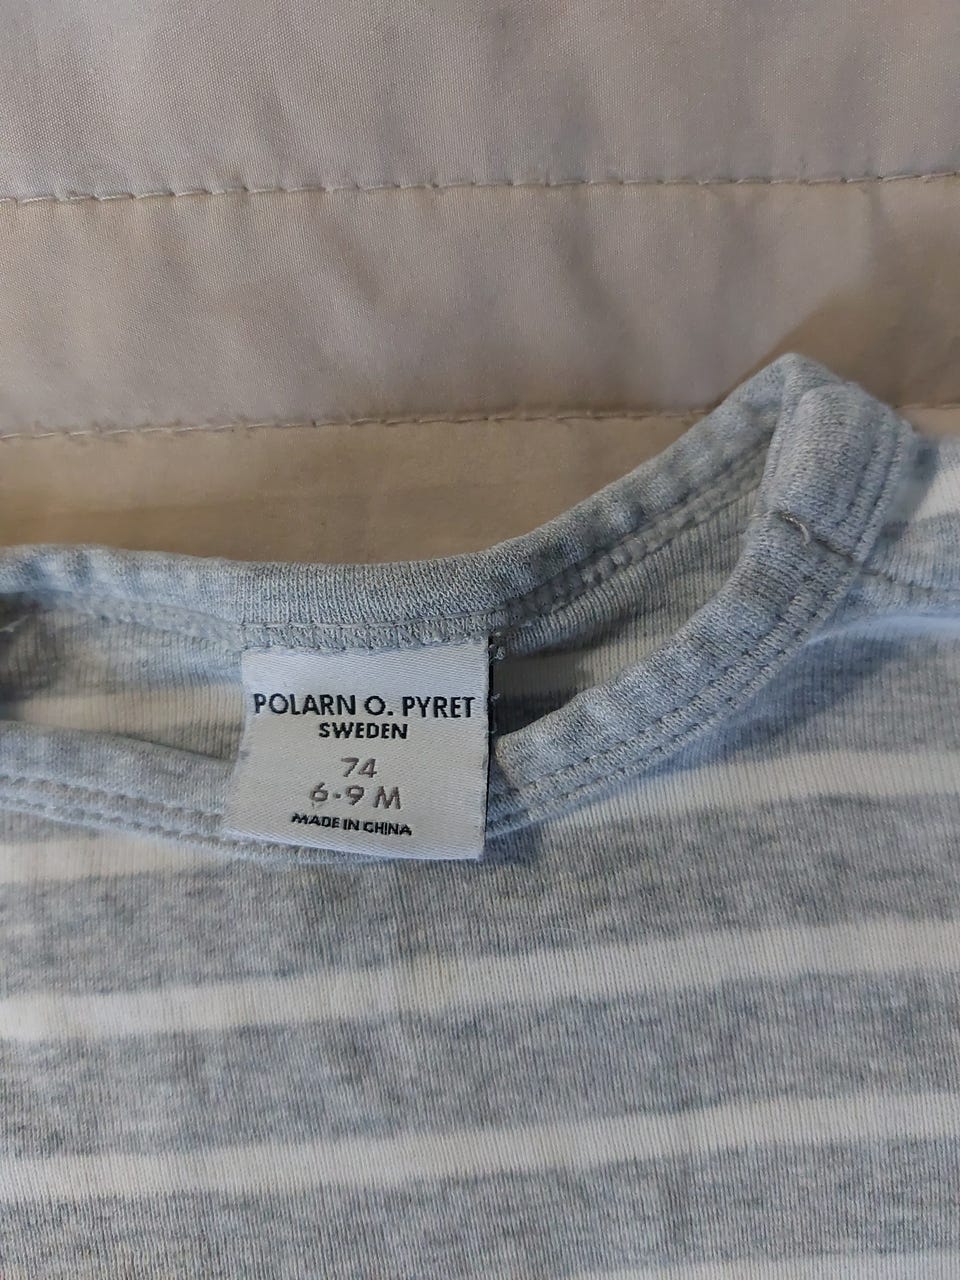 POLARN O. PYRET
SWEDEN
74
6-9 M
MADE IN CHINA